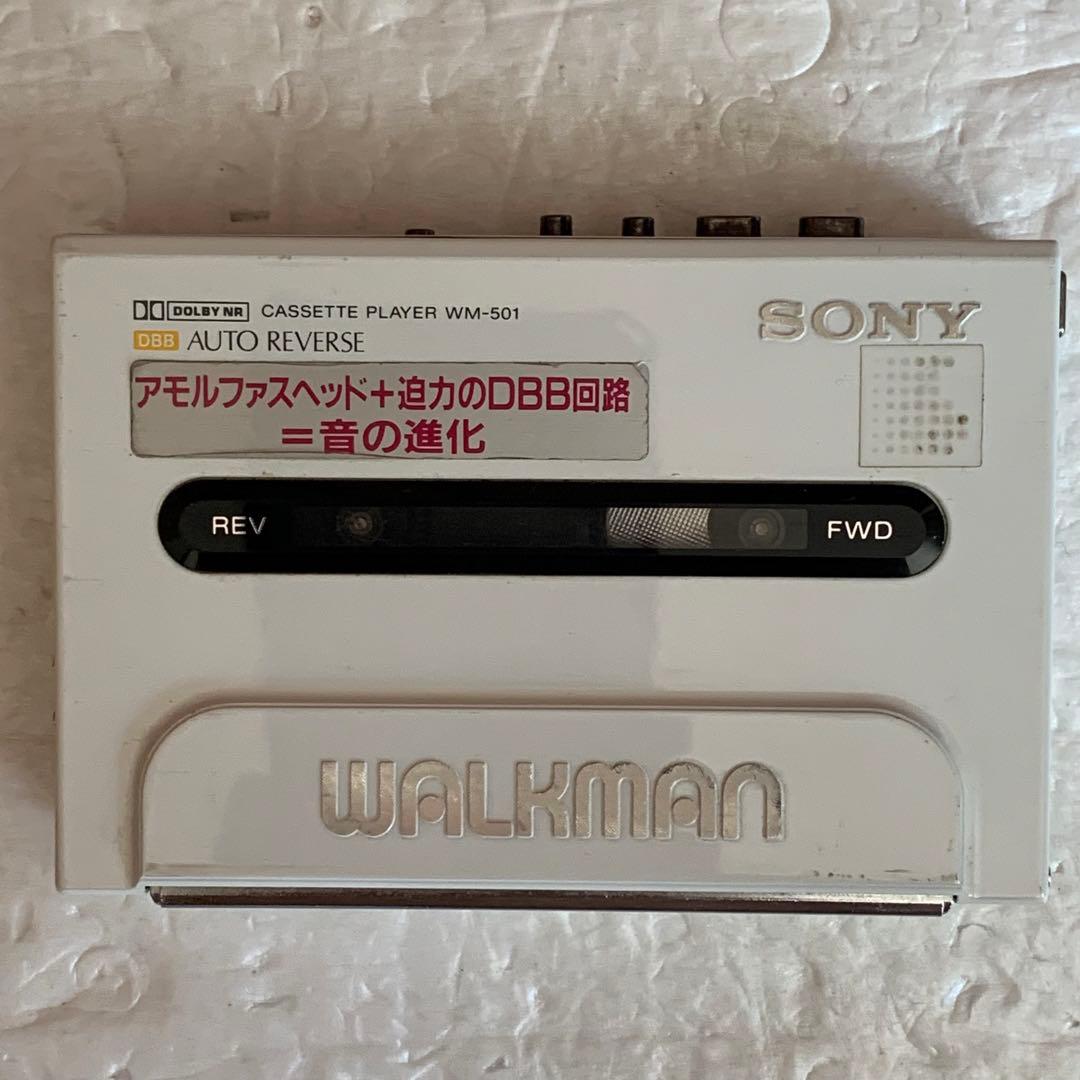 DOLBY NR CASSETTE PLAYER WM-501
DBB AUTO REVERSE
SONY
アモルファスヘッド+迫力のDBB回路
=音の進化
REV
FWD
WALKMAN